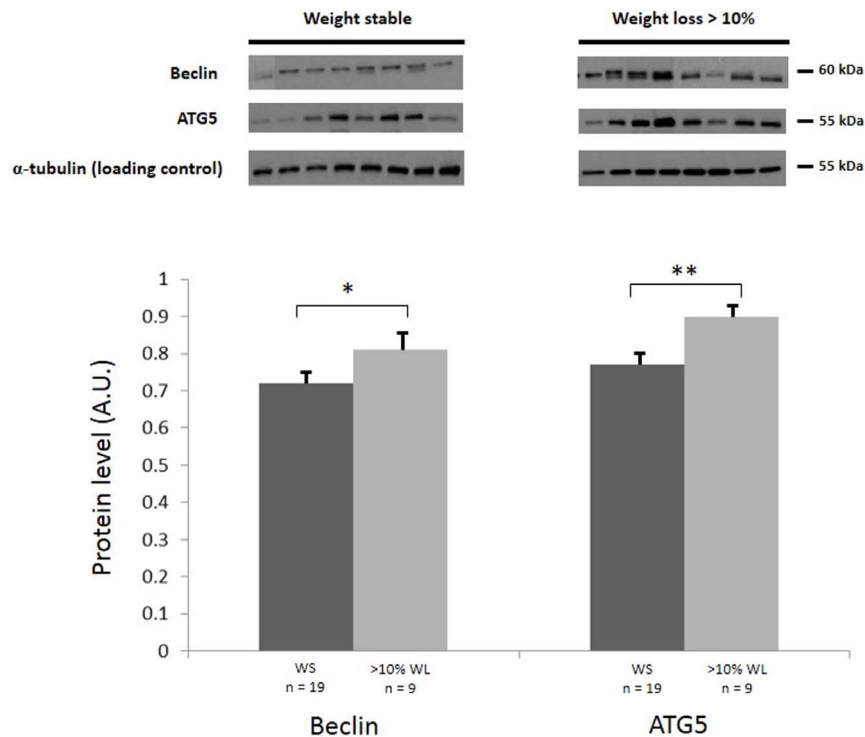 Weight stable
Weight loss > 10%
Beclin
60 kDa
ATG5
55 kDa
α-tubulin (loading control)
55 kDa
Protein level (A.U.)
1
0.9
0.8
0.7
0.6
0.5
0.4
0.3
0.2
0.1
0
*
**
WS
n = 19
>10% WL
n = 9
WS
n = 19
>10% WL
n = 9
Beclin
ATG5